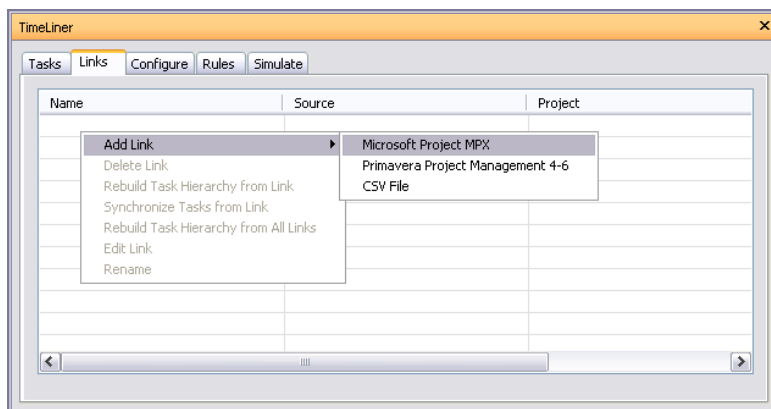 TimeLiner
Tasks Links Configure Rules Simulate
Name Source Project
Add Link Microsoft Project MPX
Delete Link Primavera Project Management 4-6
Rebuild Task Hierarchy from Link CSV File
Synchronize Tasks from Link
Rebuild Task Hierarchy from All Links
Edit Link
Rename